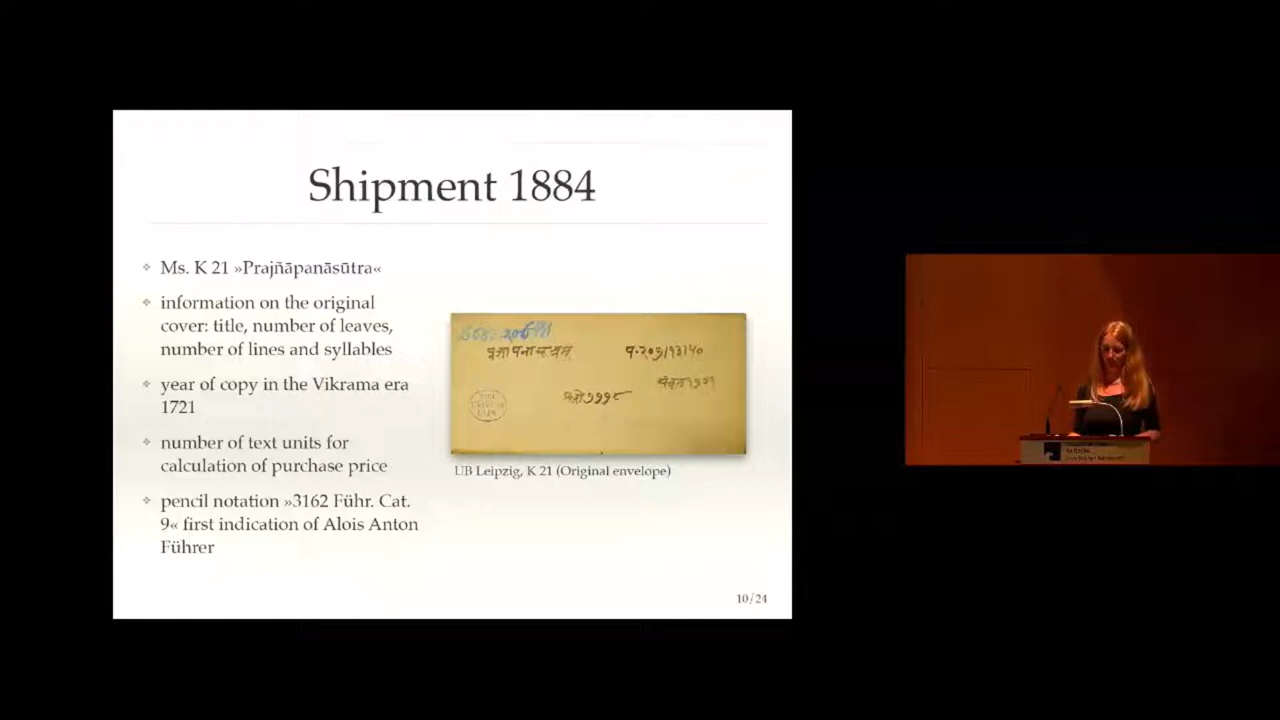 Shipment 1884
Ms. K 21 »Prajñāpanāsūtra«
information on the original
cover: title, number of leaves,
number of lines and syllables
year of copy in the Vikrama era
1721
number of text units for
calculation of purchase price
pencil notation »3162 Führ. Cat.
9« first indication of Alois Anton
Führer
UB Leipzig, K 21 (Original envelope)
10/24